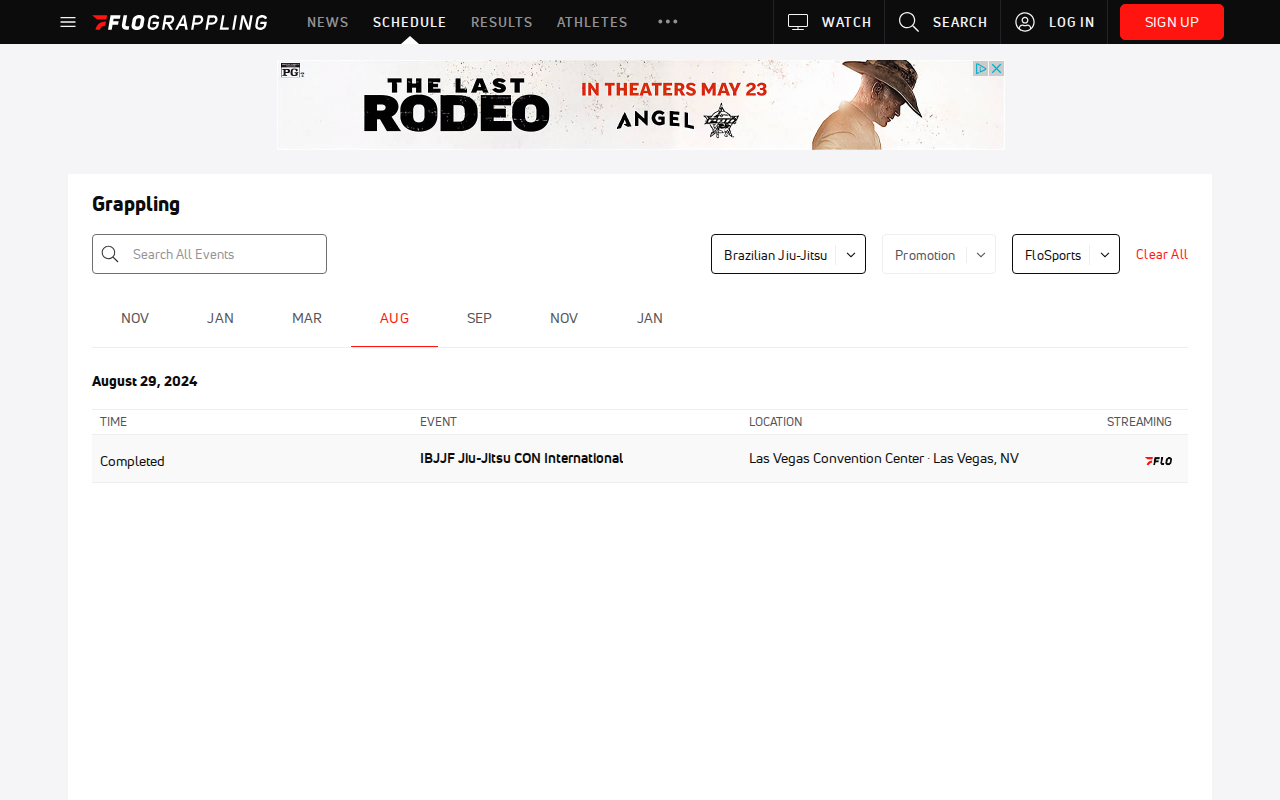 FLOGRAPPLING NEWS SCHEDULE RESULTS ATHLETES WATCH SEARCH LOG IN SIGN UP
PG
THE LAST
RODEO
IN THEATERS MAY 23
ANGEL
Grappling
Search All Events
Brazilian Jiu-Jitsu
Promotion
FloSports
Clear All
NOV JAN MAR AUG SEP NOV JAN
August 29, 2024
TIME EVENT LOCATION STREAMING
Completed IBJJF Jiu-Jitsu CON International Las Vegas Convention Center · Las Vegas, NV FLO